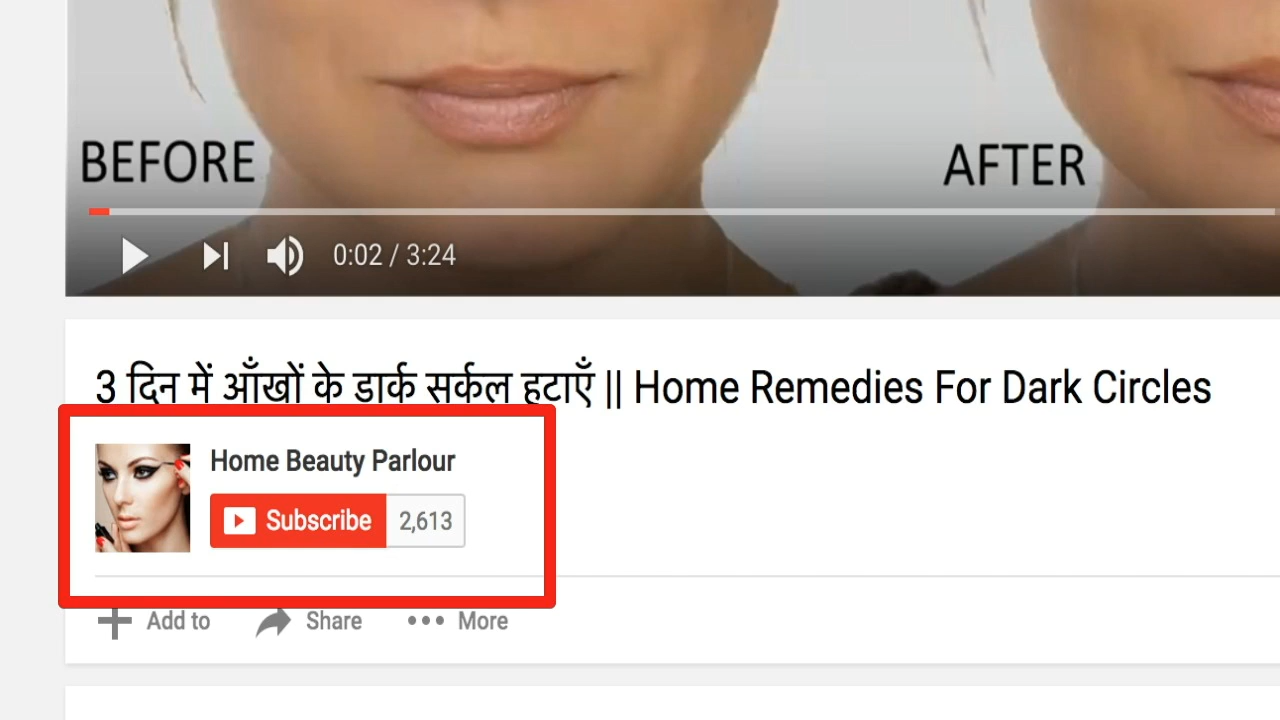 BEFORE
AFTER
0:02 / 3:24
3 दिन में आँखों के डार्क सर्कल हटाएँ || Home Remedies For Dark Circles
Home Beauty Parlour
Subscribe 2,613
Add to Share More